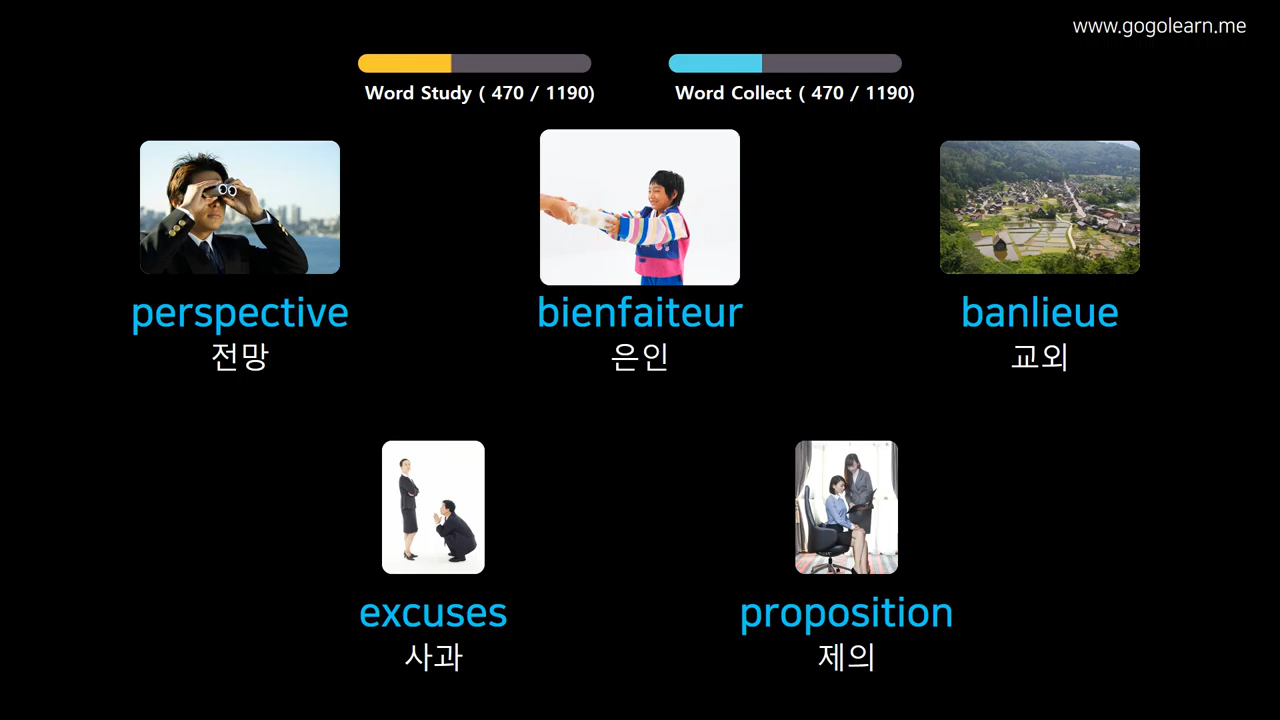 www.gogolearn.me
Word Study ( 470 / 1190)
Word Collect ( 470 / 1190)
perspective
전망
bienfaiteur
은인
banlieue
교외
excuses
사과
proposition
제의